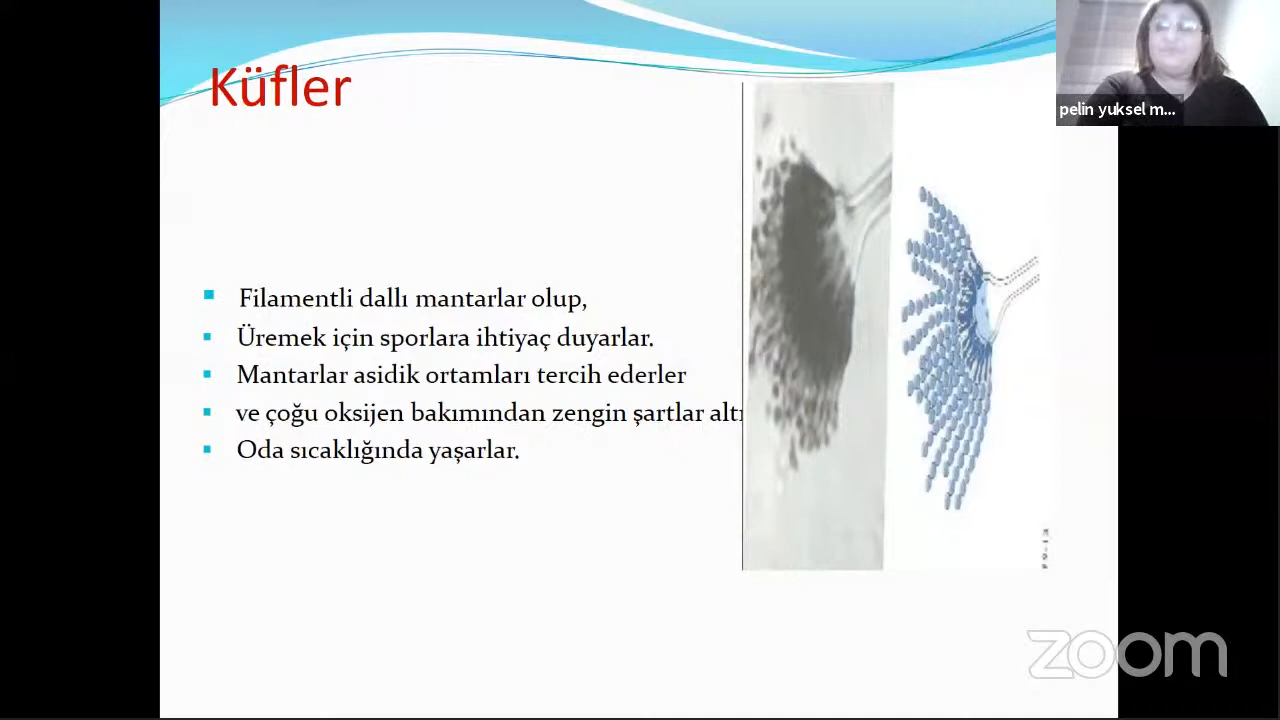 Küfler
pelin yuksel m...
Filamentli dallı mantarlar olup,
Üremek için sporlara ihtiyaç duyarlar.
Mantarlar asidik ortamları tercih ederler
ve çoğu oksijen bakımından zengin şartlar altı
Oda sıcaklığında yaşarlar.
zoom